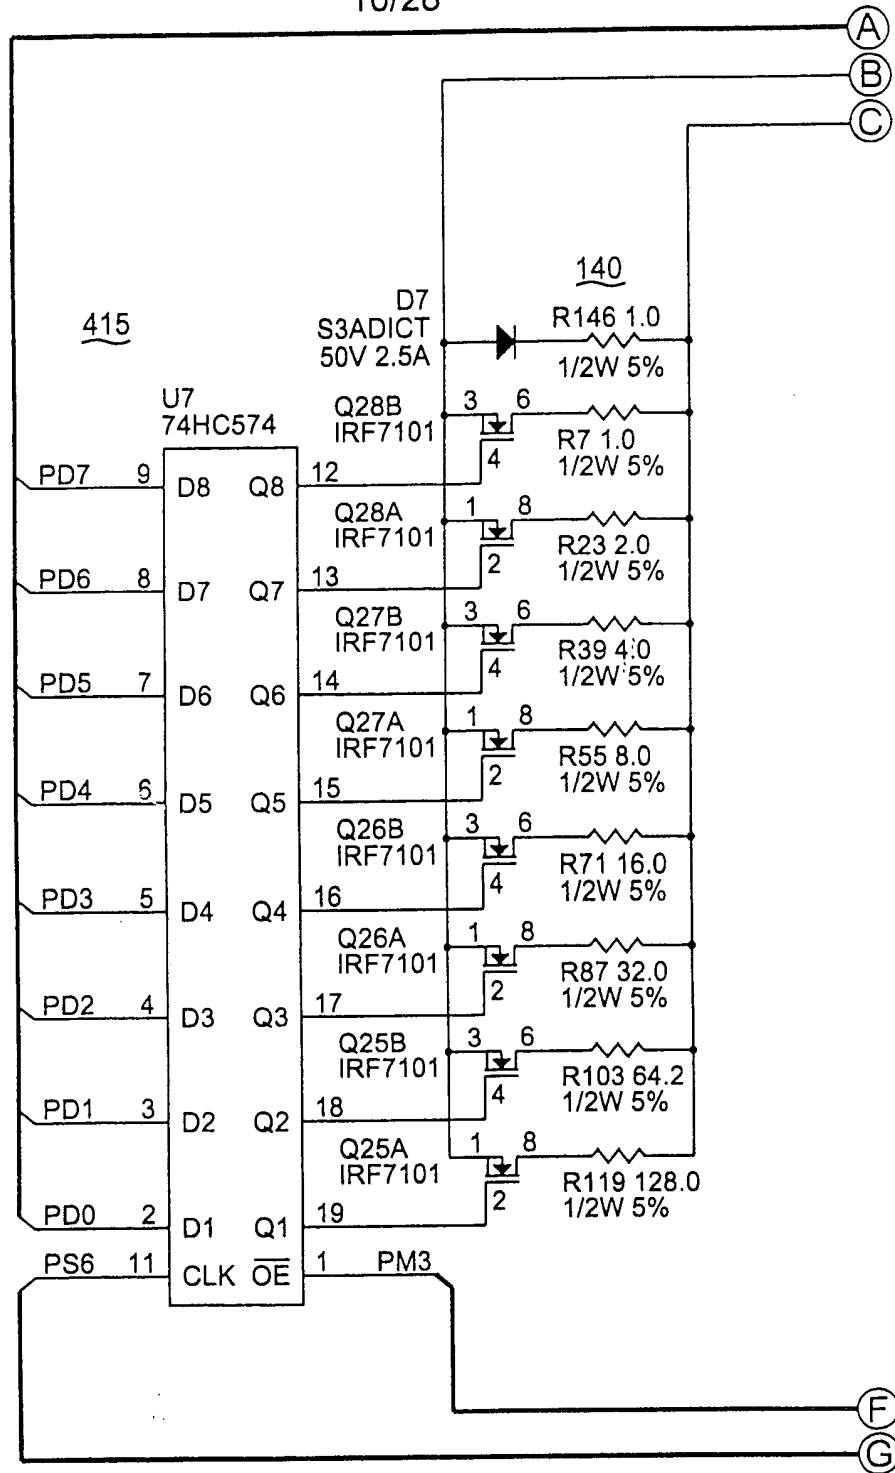 10/28
A
B
C
140
415
D7
S3ADICT
50V 2.5A
R146 1.0
1/2W 5%
U7
74HC574
Q28B
IRF7101
3 6
4
R7 1.0
1/2W 5%
PD7 9 D8 Q8 12
Q28A
IRF7101
1 8
2
R23 2.0
1/2W 5%
PD6 8 D7 Q7 13
Q27B
IRF7101
3 6
4
R39 4.0
1/2W 5%
PD5 7 D6 Q6 14
Q27A
IRF7101
1 8
2
R55 8.0
1/2W 5%
PD4 6 D5 Q5 15
Q26B
IRF7101
3 6
4
R71 16.0
1/2W 5%
PD3 5 D4 Q4 16
Q26A
IRF7101
1 8
2
R87 32.0
1/2W 5%
PD2 4 D3 Q3 17
Q25B
IRF7101
3 6
4
R103 64.2
1/2W 5%
PD1 3 D2 Q2 18
Q25A
IRF7101
1 8
2
R119 128.0
1/2W 5%
PD0 2 D1 Q1 19
PS6 11 CLK OE 1 PM3
F
G